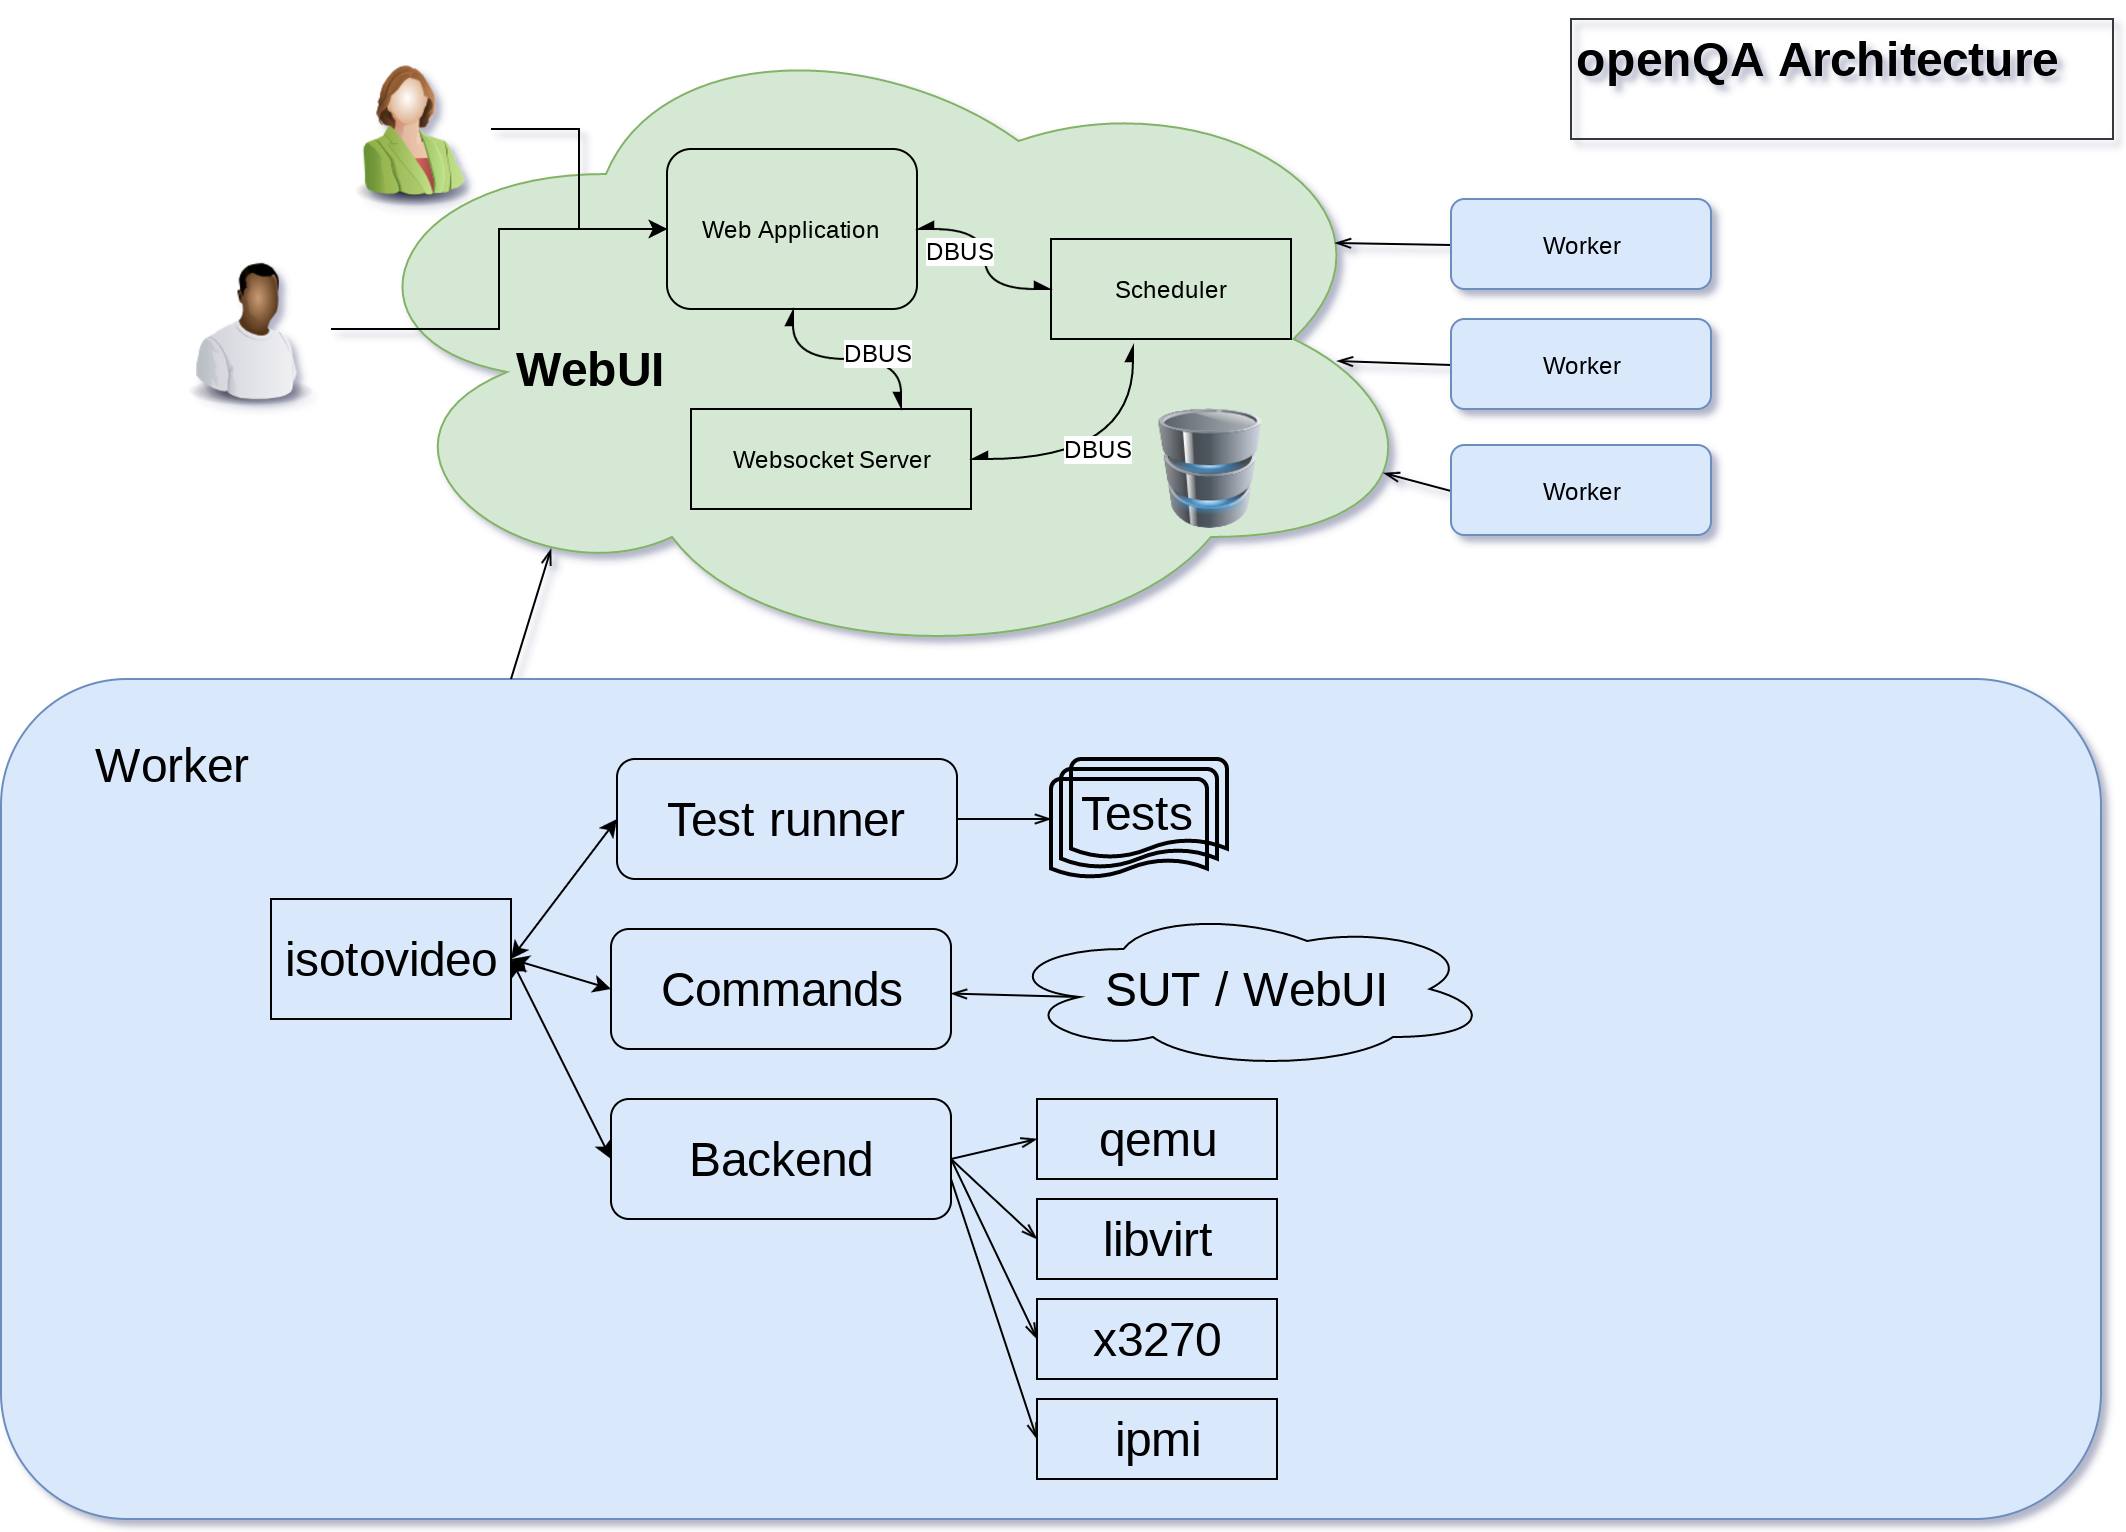 openQA Architecture
Web Application
DBUS
Scheduler
Worker
DBUS
WebUI
Worker
Websocket Server
DBUS
Worker
Worker
Test runner
Tests
isotovideo
Commands
SUT / WebUI
Backend
qemu
libvirt
x3270
ipmi